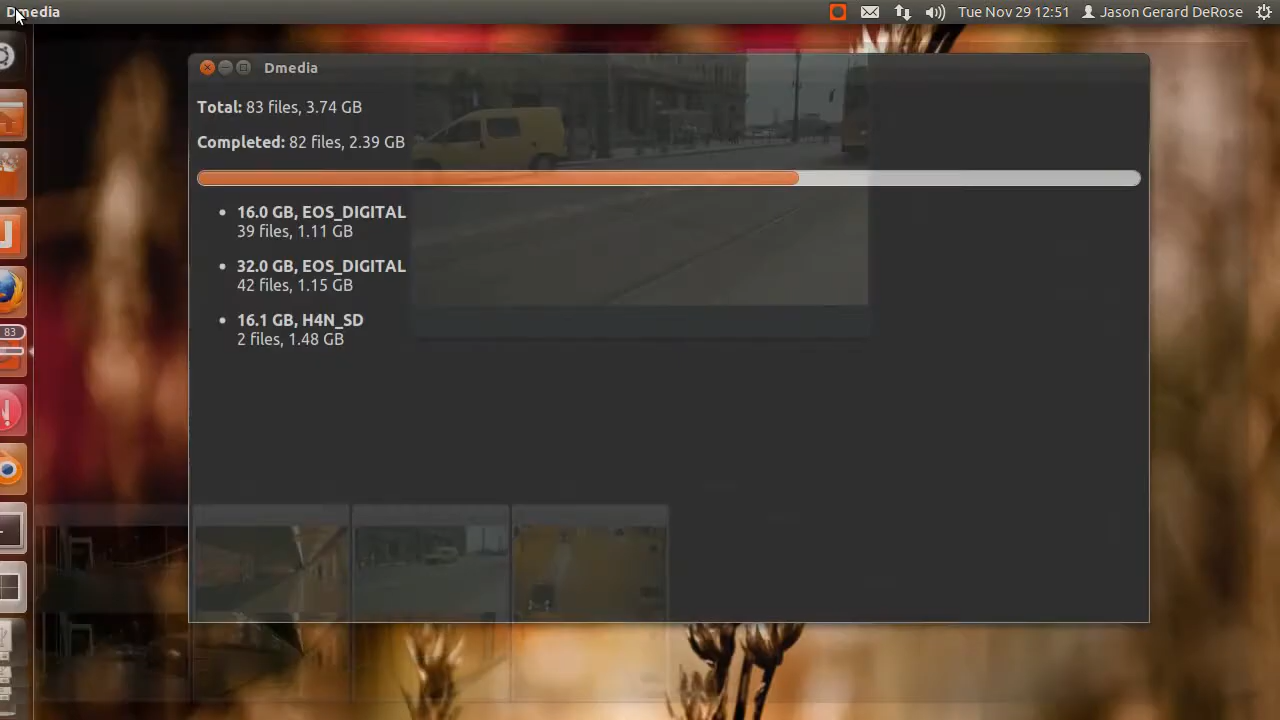 Dmedia
Tue Nov 29 12:51
Jason Gerard DeRose
Dmedia
Total: 83 files, 3.74 GB
Completed: 82 files, 2.39 GB
16.0 GB, EOS_DIGITAL
39 files, 1.11 GB
32.0 GB, EOS_DIGITAL
42 files, 1.15 GB
16.1 GB, H4N_SD
2 files, 1.48 GB
83